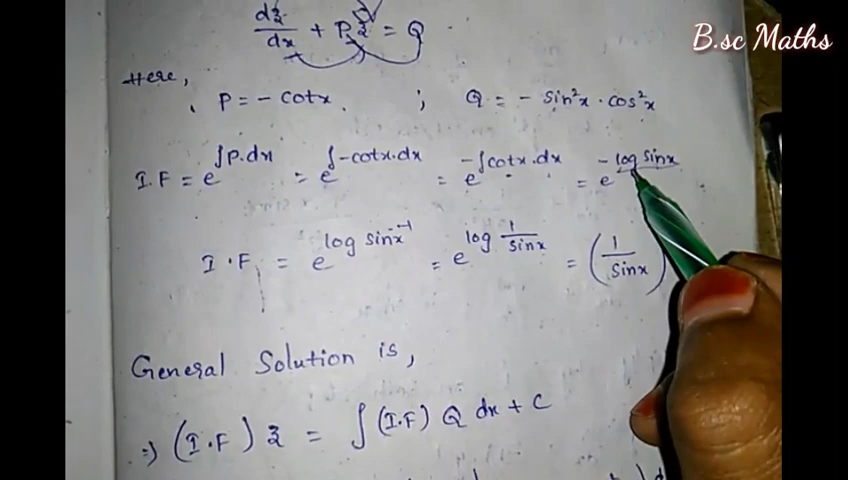 B.sc Maths
dz/dx + Pz = Q
Here,
P = - cotx ; Q = - sin²x · cos²x
I.F = e^∫P.dx = e^∫-cotx.dx = e^-∫cotx.dx = e^-log sinx
I.F = e^log sinx⁻¹ = e^log 1/sinx = (1/sinx)
General Solution is,
⇒ (I.F) z = ∫(I.F) Q dx + C